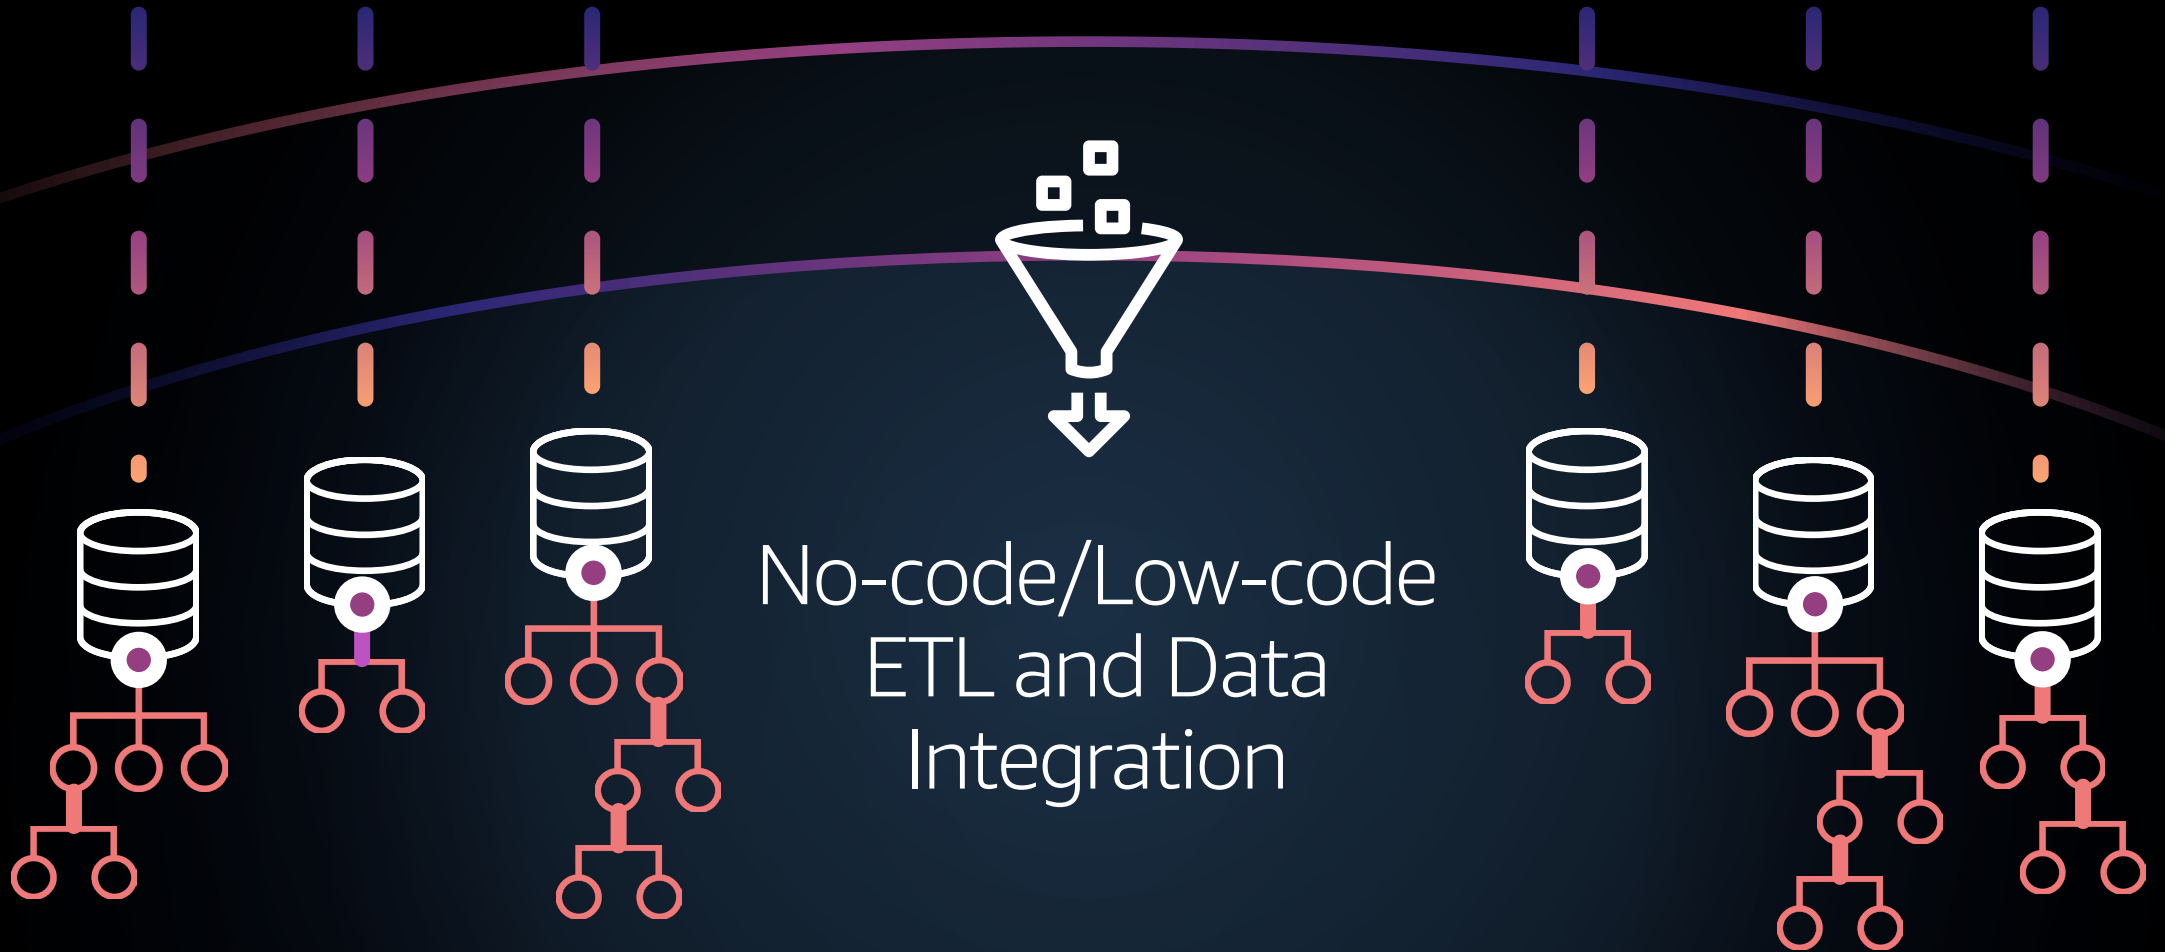 No-code/Low-code
ETL and Data
Integration